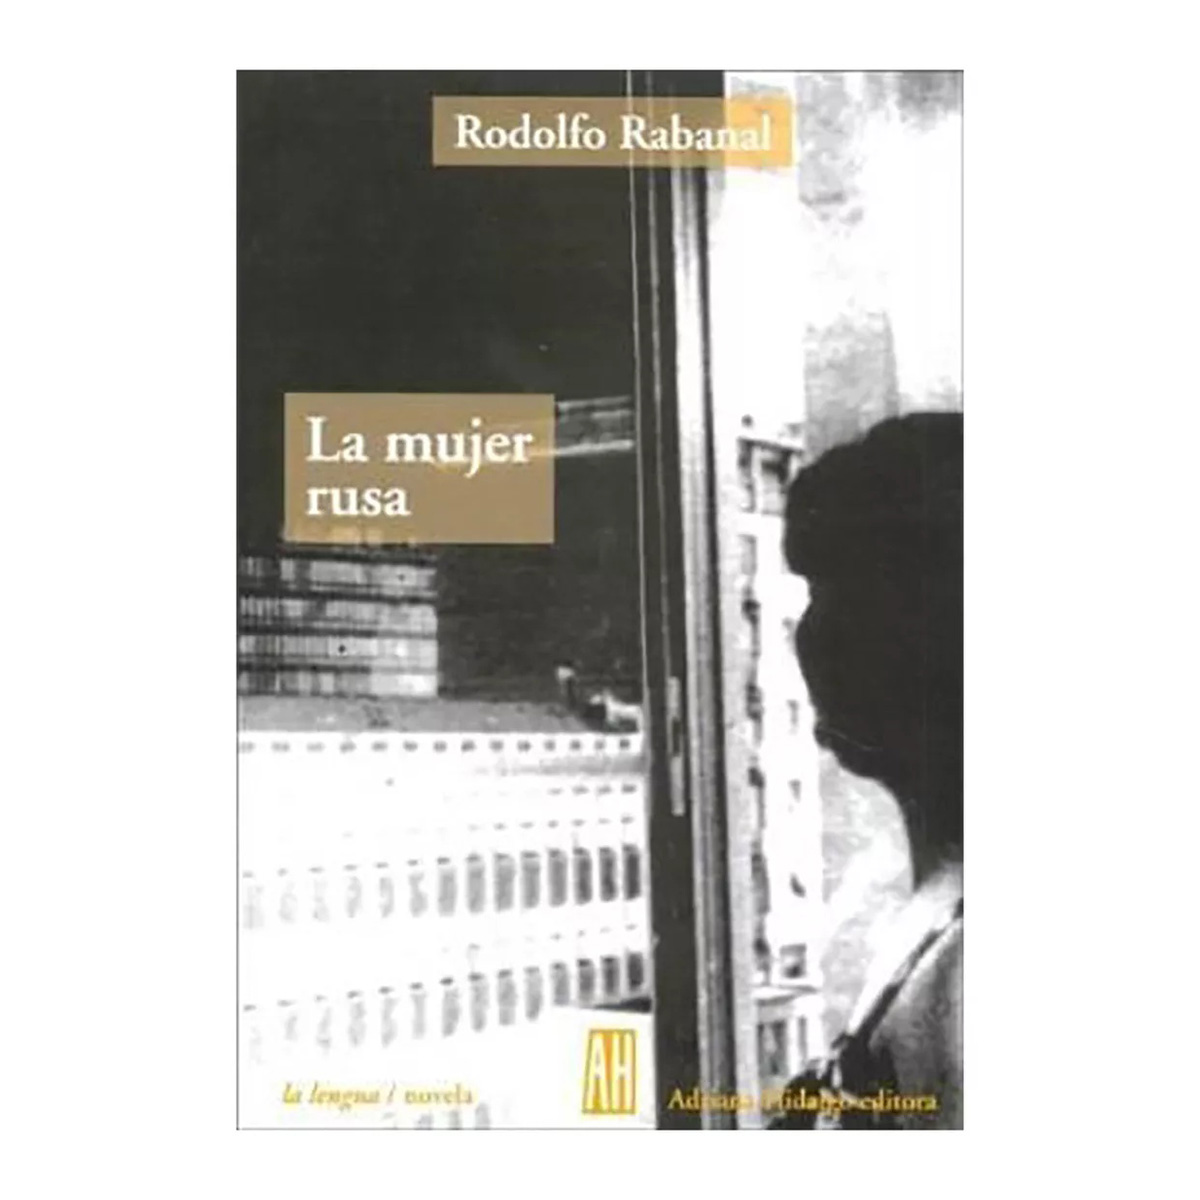 Rodolfo Rabanal
La mujer
rusa
AH
la lengua / novela
Adriana Hidalgo editora